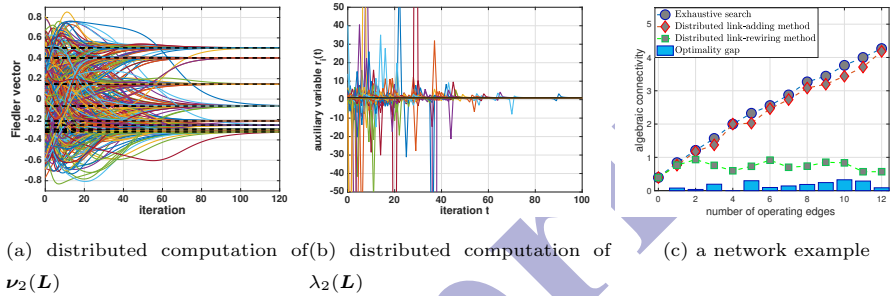 0.8
0.6
0.4
0.2
0
-0.2
-0.4
-0.6
-0.8
Fiedler vector
0 20 40 60 80 100 120
iteration
50
40
30
20
10
0
-10
-20
-30
-40
-50
auxiliary variable r_i(t)
0 20 40 60 80 100
iteration t
Exhaustive search
Distributed link-adding method
Distributed link-rewiring method
Optimality gap
5
4
3
2
1
0
algebraic connectivity
0 2 4 6 8 10 12
number of operating edges
(a) distributed computation of
ν₂(L)
(b) distributed computation of
λ₂(L)
(c) a network example